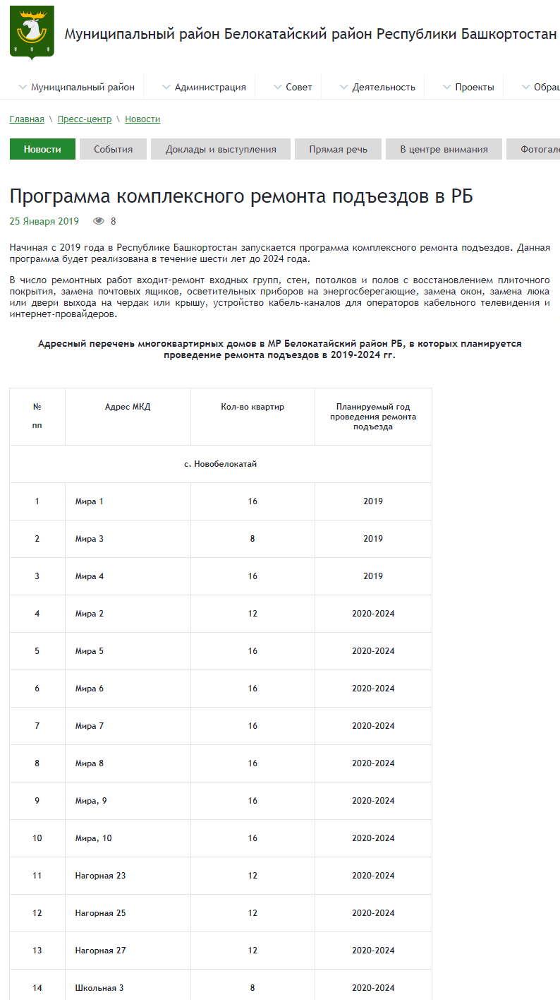 Муниципальный район Белокатайский район Республики Башкортостан
Муниципальный район Администрация Совет Деятельность Проекты Обращ
Главная \ Пресс-центр \ Новости
Новости События Доклады и выступления Прямая речь В центре внимания Фотогале
Программа комплексного ремонта подъездов в РБ
25 Января 2019 8
Начиная с 2019 года в Республике Башкортостан запускается программа комплексного ремонта подъездов. Данная
программа будет реализована в течение шести лет до 2024 года.
В число ремонтных работ входит-ремонт входных групп, стен, потолков и полов с восстановлением плиточного
покрытия, замена почтовых ящиков, осветительных приборов на энергосберегающие, замена окон, замена люка
или двери выхода на чердак или крышу, устройство кабель-каналов для операторов кабельного телевидения и
интернет-провайдеров.
Адресный перечень многоквартирных домов в МР Белокатайский район РБ, в которых планируется
проведение ремонта подъездов в 2019-2024 гг.
№ Адрес МКД Кол-во квартир Планируемый год
проведения ремонта
пп подъезда
с. Новобелокатай
1 Мира 1 16 2019
2 Мира 3 8 2019
3 Мира 4 16 2019
4 Мира 2 12 2020-2024
5 Мира 5 16 2020-2024
6 Мира 6 16 2020-2024
7 Мира 7 16 2020-2024
8 Мира 8 16 2020-2024
9 Мира, 9 16 2020-2024
10 Мира, 10 16 2020-2024
11 Нагорная 23 12 2020-2024
12 Нагорная 25 12 2020-2024
13 Нагорная 27 12 2020-2024
14 Школьная 3 8 2020-2024